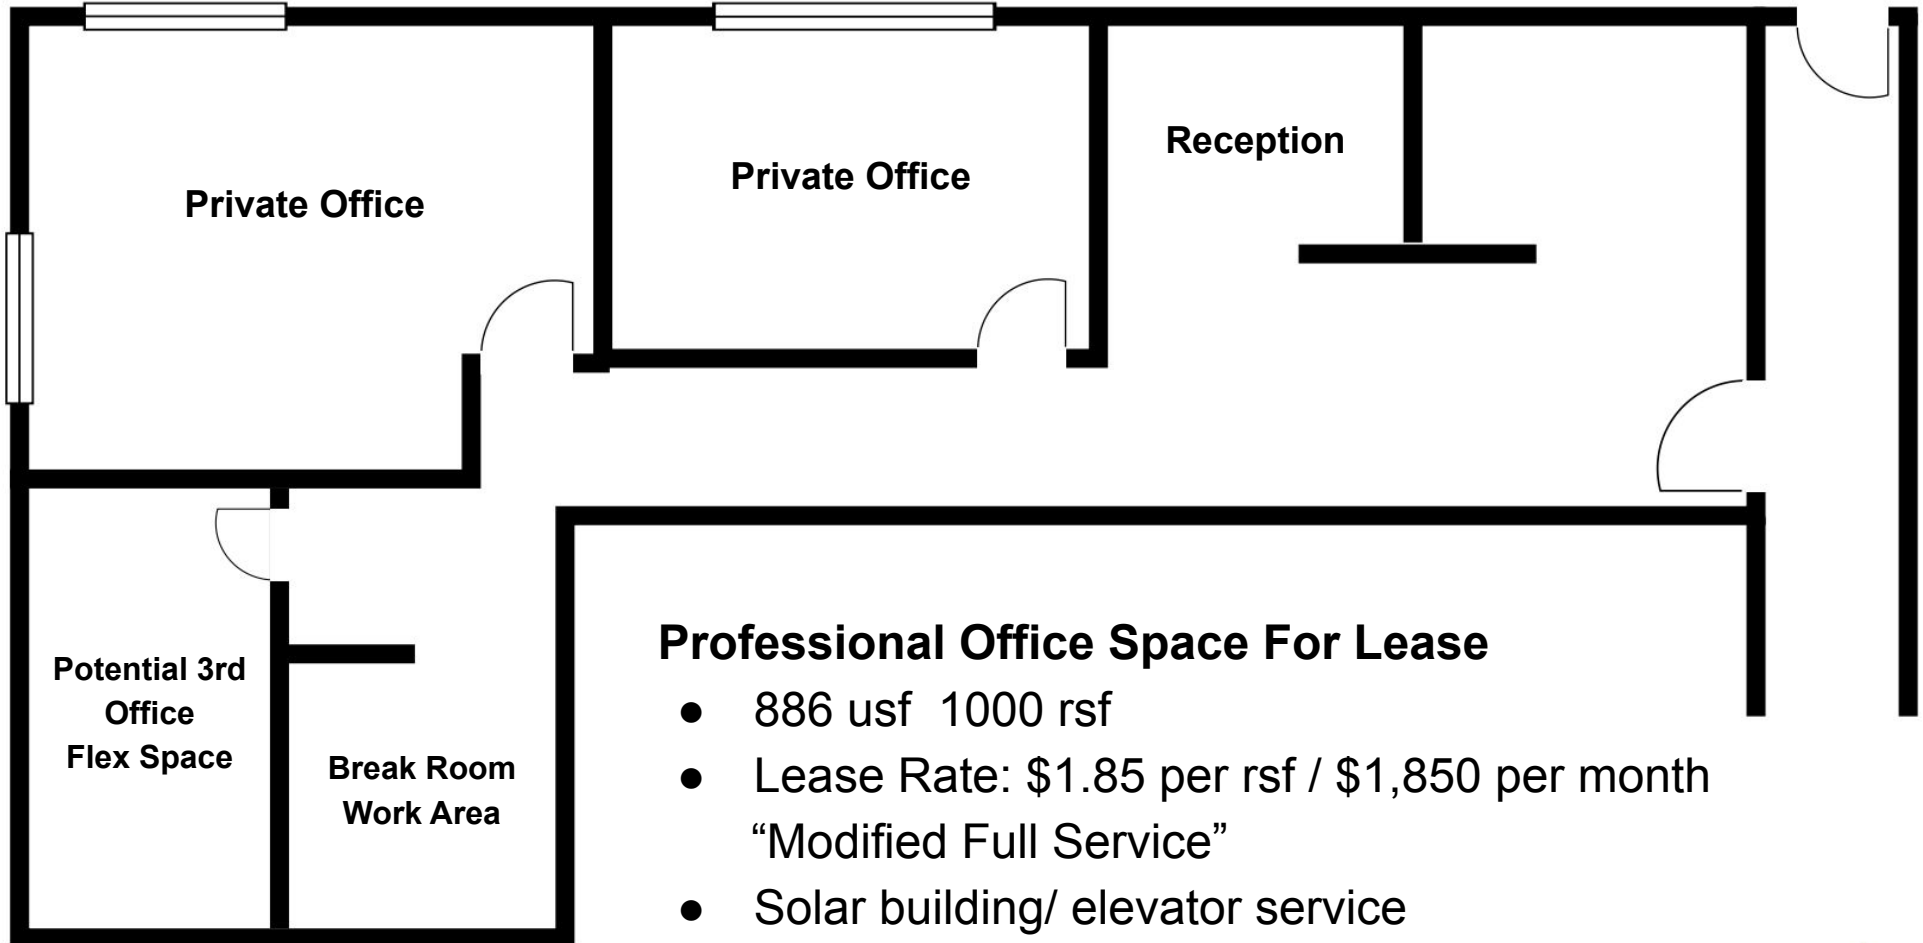 Private Office
Private Office
Reception
Potential 3rd
Office
Flex Space
Break Room
Work Area
Professional Office Space For Lease
● 886 usf 1000 rsf
● Lease Rate: $1.85 per rsf / $1,850 per month
“Modified Full Service”
● Solar building/ elevator service